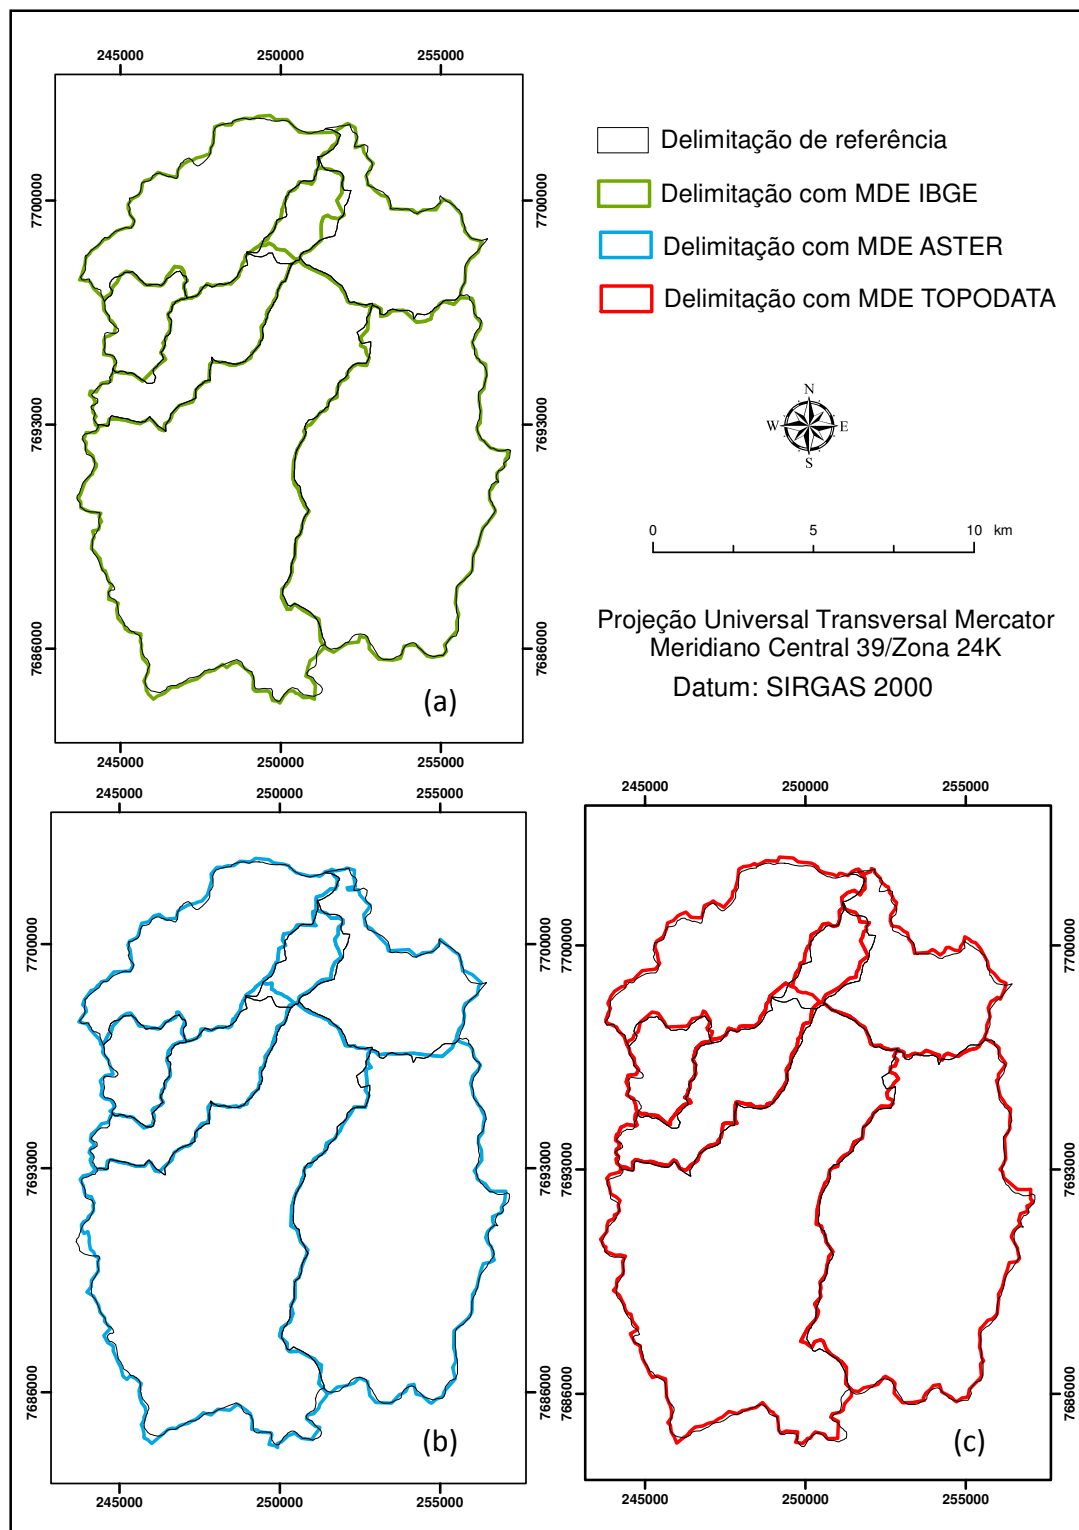 245000 250000 255000
7700000 7700000
7693000 7693000
7686000 7686000
(a)
245000 250000 255000
Delimitação de referência
Delimitação com MDE IBGE
Delimitação com MDE ASTER
Delimitação com MDE TOPODATA
N
W E
S
0 5 10 km
Projeção Universal Transversal Mercator
Meridiano Central 39/Zona 24K
Datum: SIRGAS 2000
245000 250000 255000
7700000 7700000
7693000 7693000
7686000 7686000
(b)
245000 250000 255000
245000 250000 255000
7700000
7693000
7686000
(c)
245000 250000 255000